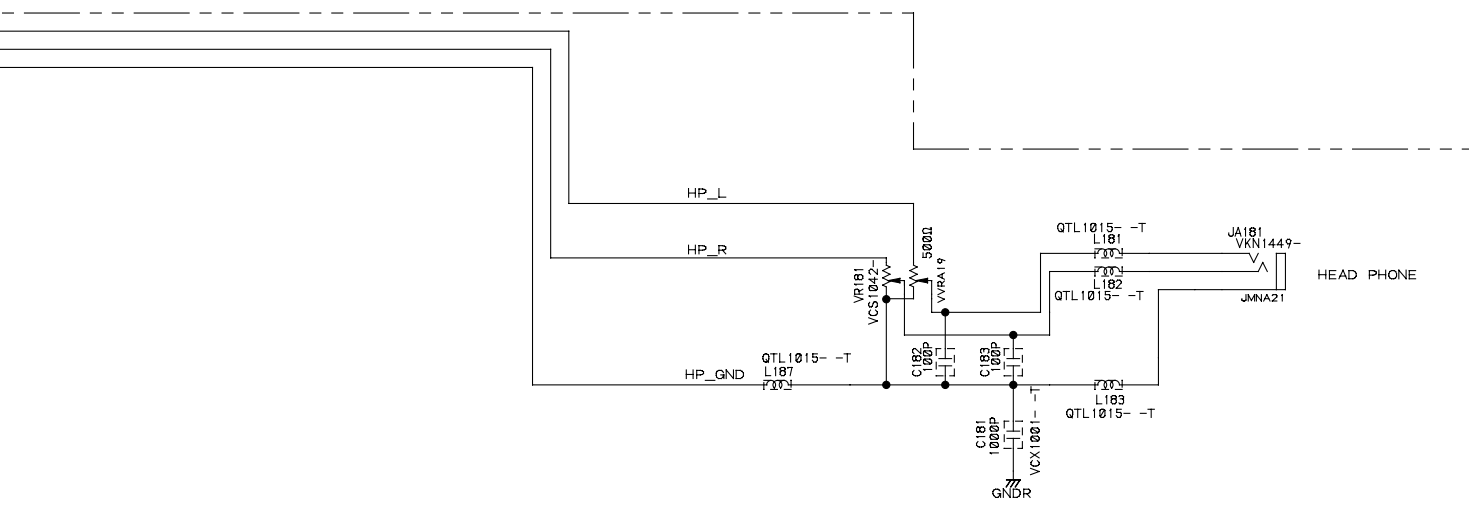 HP_L
HP_R
HP_GND
QTL1015- -T
L187
VR181
VCS1042-
500Ω
VVRA19
C182
100P
C183
100P
C181
1000P
VCX1001- -T
GNDR
QTL1015- -T
L181
L182
QTL1015- -T
L183
QTL1015- -T
JA181
VKN1449-
JMNA21
HEAD PHONE